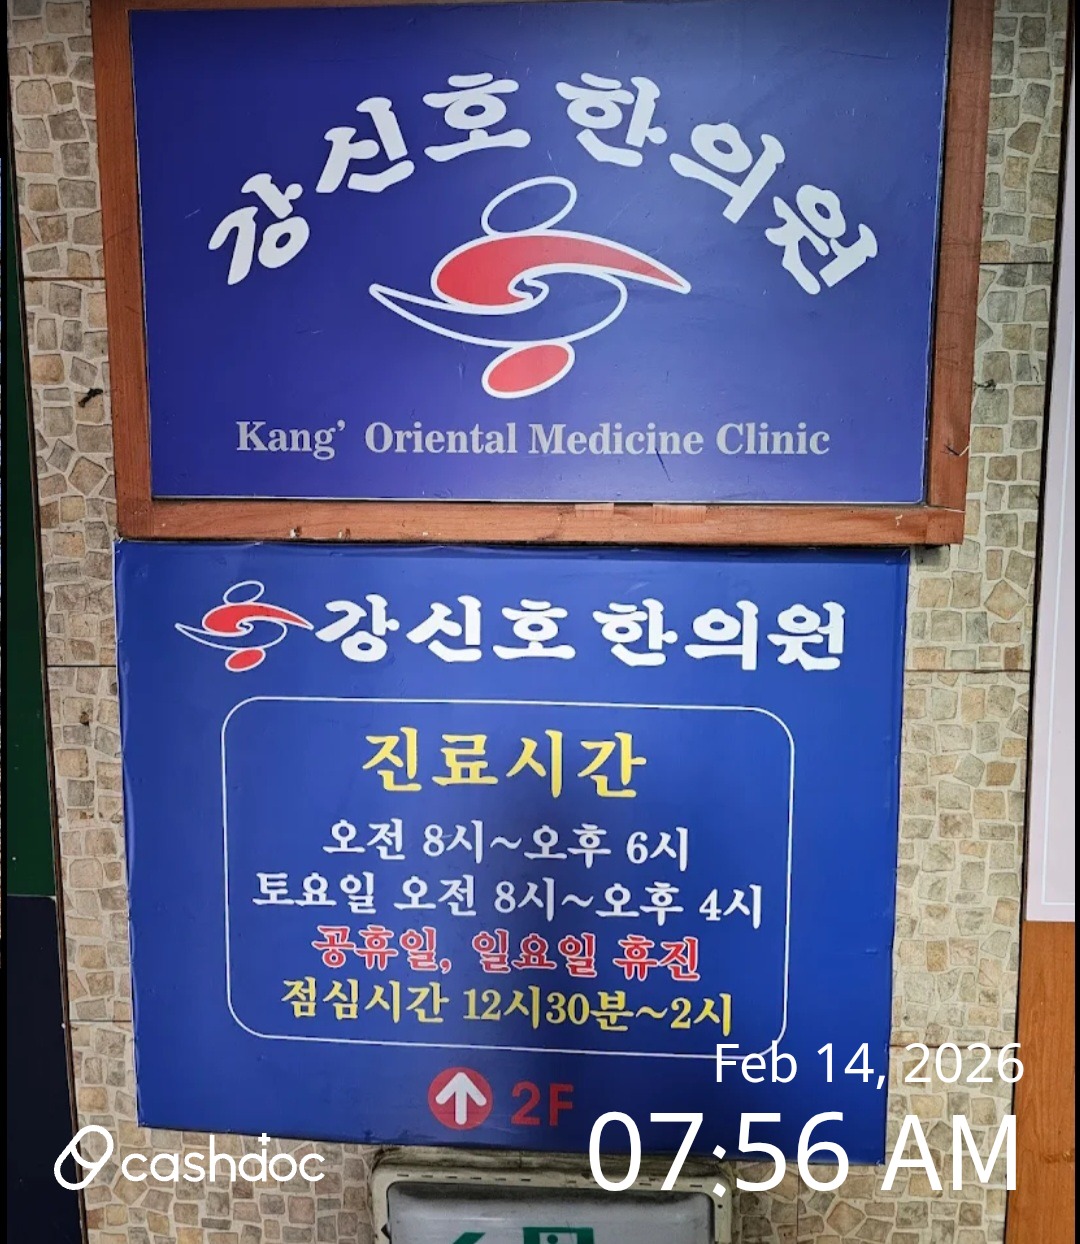 강신호 한의원
Kang’ Oriental Medicine Clinic
강신호 한의원
진료시간
오전 8시~오후 6시
토요일 오전 8시~오후 4시
공휴일, 일요일 휴진
점심시간 12시30분~2시
2F
Feb 14, 2026
07:56 AM
cashdoc